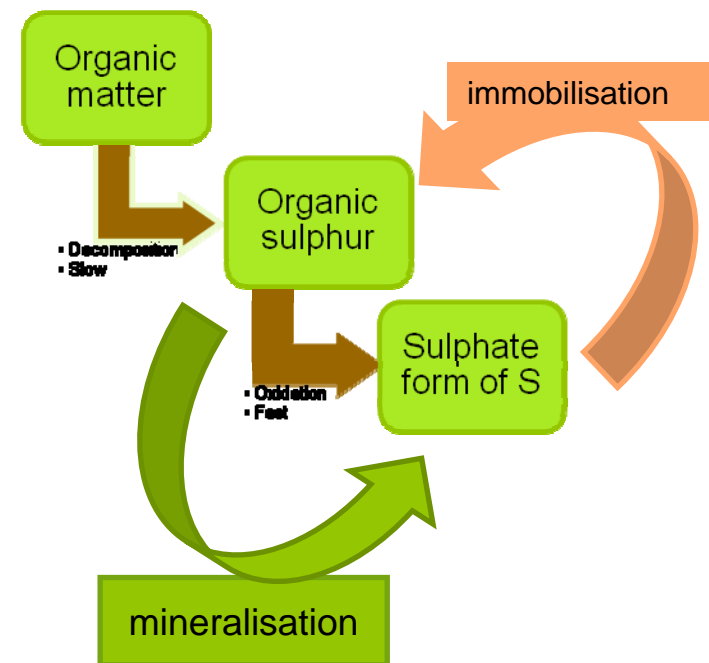 Organic
matter
immobilisation
Organic
sulphur
▪ Decomposition
▪ Slow
Sulphate
form of S
▪ Oxidation
▪ Fast
mineralisation